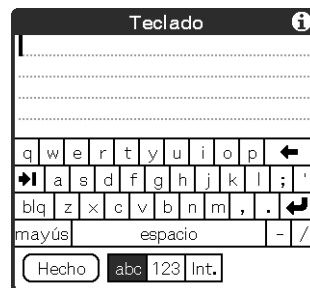 Teclado
q w e r t y u i o p
a s d f g h j k l ; '
blq z x c v b n m , .
mayús espacio - /
Hecho abc 123 Int.